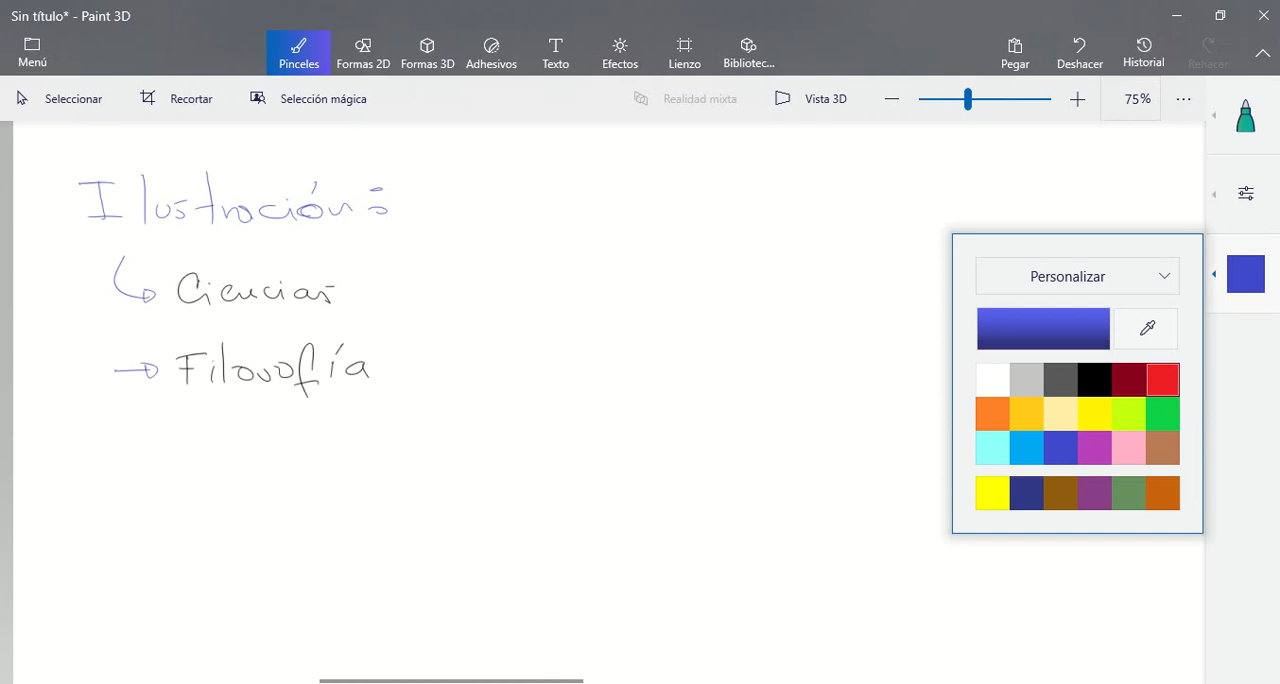 Sin título* - Paint 3D
Menú
Pinceles
Formas 2D
Formas 3D
Adhesivos
Texto
Efectos
Lienzo
Bibliotec...
Pegar
Deshacer
Historial
Rehacer
Seleccionar
Recortar
Selección mágica
Realidad mixta
Vista 3D
75%
Ilustración:
Ciencias
Filosofía
Personalizar